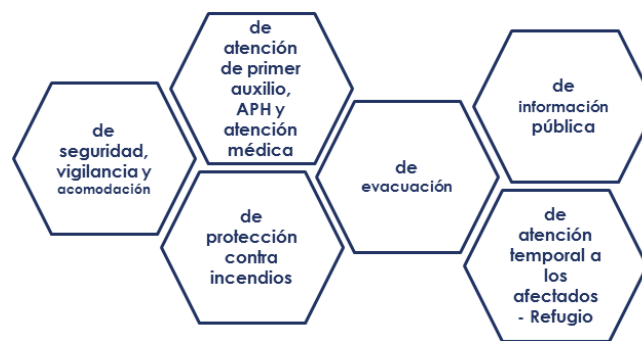 de
seguridad,
vigilancia y
acomodación
de
atención
de primer
auxilio,
APH y
atención
médica
de
protección
contra
incendios
de
evacuación
de
información
pública
de
atención
temporal a
los
afectados
- Refugio